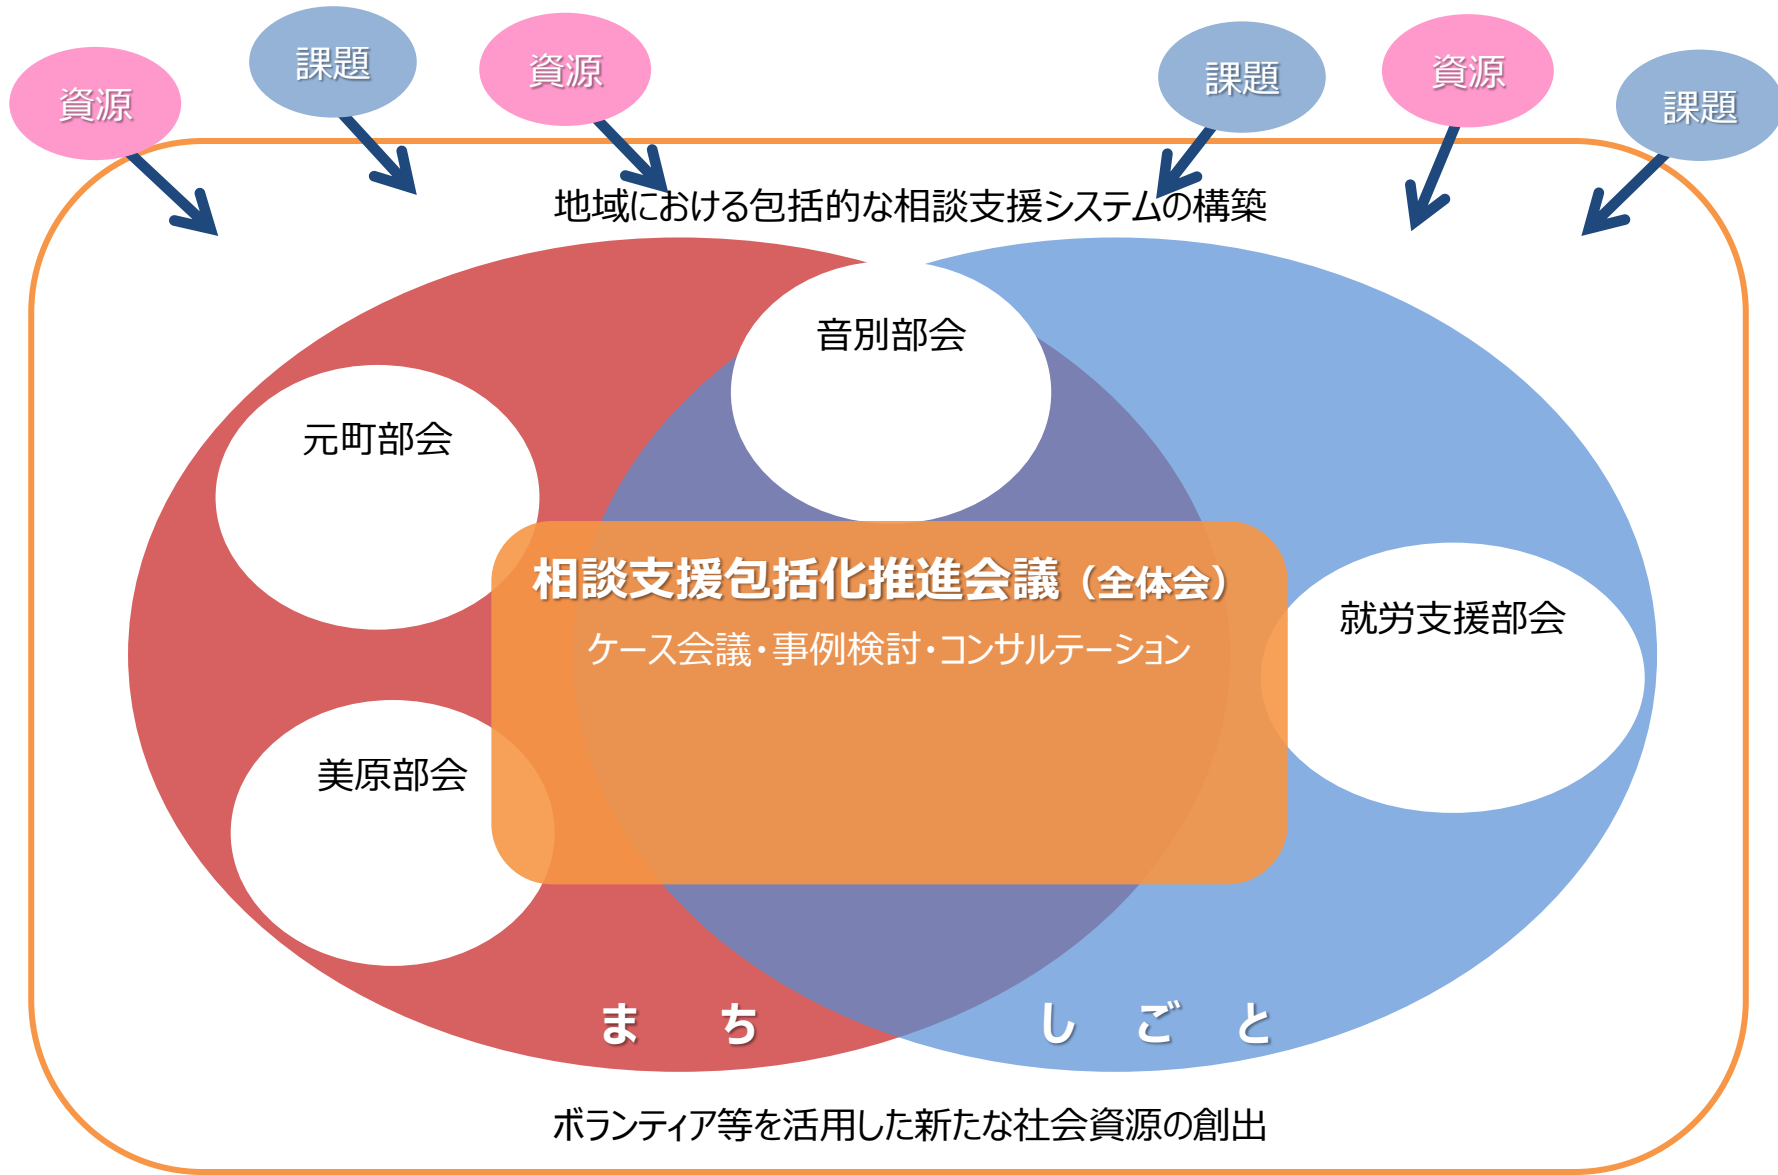 資源
課題
資源
課題
資源
課題
地域における包括的な相談支援システムの構築
音別部会
元町部会
相談支援包括化推進会議（全体会）
ケース会議・事例検討・コンサルテーション
就労支援部会
美原部会
まち
しごと
ボランティア等を活用した新たな社会資源の創出